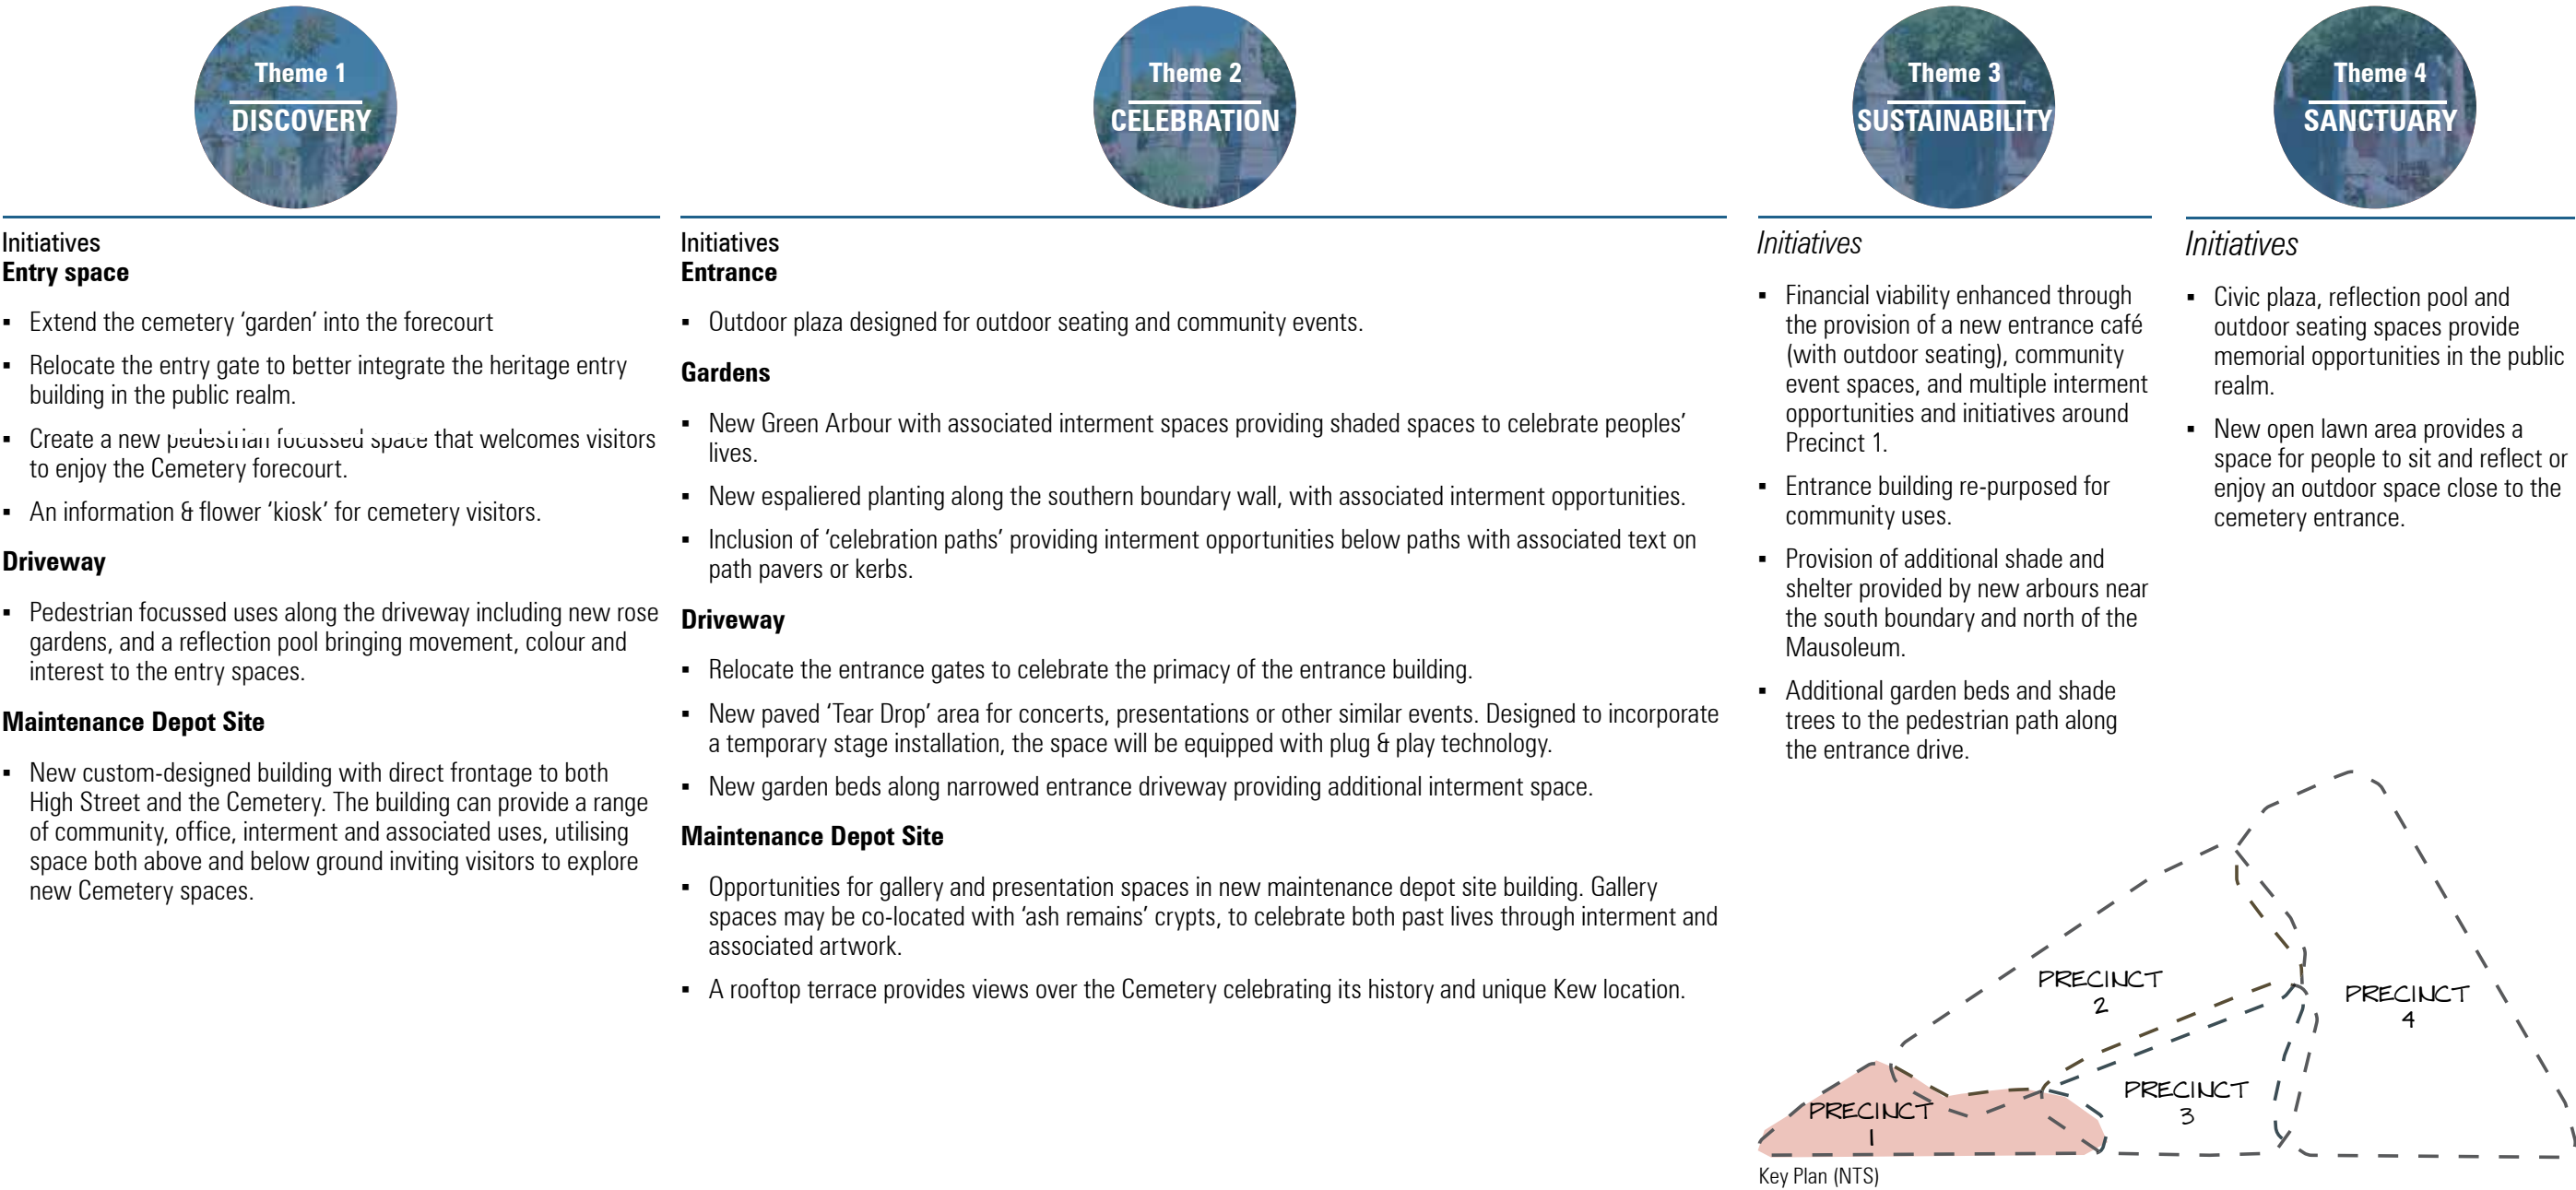 Theme 1
DISCOVERY
Initiatives
Entry space
▪ Extend the cemetery ‘garden’ into the forecourt
▪ Relocate the entry gate to better integrate the heritage entry
building in the public realm.
▪ Create a new pedestrian focussed space that welcomes visitors
to enjoy the Cemetery forecourt.
▪ An information & flower ‘kiosk’ for cemetery visitors.
Driveway
▪ Pedestrian focussed uses along the driveway including new rose
gardens, and a reflection pool bringing movement, colour and
interest to the entry spaces.
Maintenance Depot Site
▪ New custom-designed building with direct frontage to both
High Street and the Cemetery. The building can provide a range
of community, office, interment and associated uses, utilising
space both above and below ground inviting visitors to explore
new Cemetery spaces.
Theme 2
CELEBRATION
Initiatives
Entrance
▪ Outdoor plaza designed for outdoor seating and community events.
Gardens
▪ New Green Arbour with associated interment spaces providing shaded spaces to celebrate peoples’
lives.
▪ New espaliered planting along the southern boundary wall, with associated interment opportunities.
▪ Inclusion of ‘celebration paths’ providing interment opportunities below paths with associated text on
path pavers or kerbs.
Driveway
▪ Relocate the entrance gates to celebrate the primacy of the entrance building.
▪ New paved ‘Tear Drop’ area for concerts, presentations or other similar events. Designed to incorporate
a temporary stage installation, the space will be equipped with plug & play technology.
▪ New garden beds along narrowed entrance driveway providing additional interment space.
Maintenance Depot Site
▪ Opportunities for gallery and presentation spaces in new maintenance depot site building. Gallery
spaces may be co-located with ‘ash remains’ crypts, to celebrate both past lives through interment and
associated artwork.
▪ A rooftop terrace provides views over the Cemetery celebrating its history and unique Kew location.
Theme 3
SUSTAINABILITY
Initiatives
▪ Financial viability enhanced through
the provision of a new entrance café
(with outdoor seating), community
event spaces, and multiple interment
opportunities and initiatives around
Precinct 1.
▪ Entrance building re-purposed for
community uses.
▪ Provision of additional shade and
shelter provided by new arbours near
the south boundary and north of the
Mausoleum.
▪ Additional garden beds and shade
trees to the pedestrian path along
the entrance drive.
Theme 4
SANCTUARY
Initiatives
▪ Civic plaza, reflection pool and
outdoor seating spaces provide
memorial opportunities in the public
realm.
▪ New open lawn area provides a
space for people to sit and reflect or
enjoy an outdoor space close to the
cemetery entrance.
PRECINCT
2
PRECINCT
4
PRECINCT
3
PRECINCT
1
Key Plan (NTS)